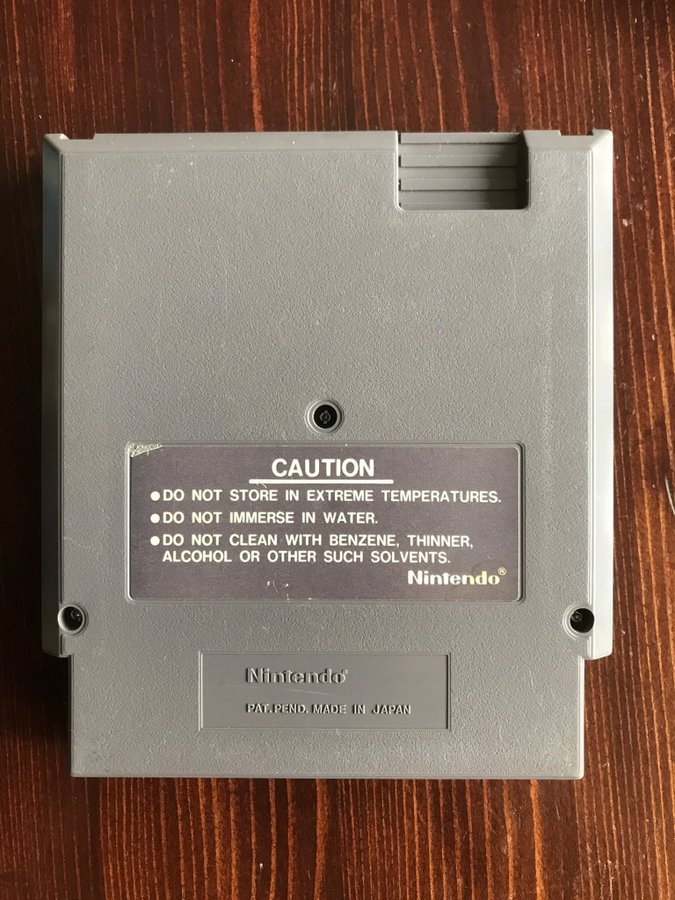 CAUTION
●DO NOT STORE IN EXTREME TEMPERATURES.
●DO NOT IMMERSE IN WATER.
●DO NOT CLEAN WITH BENZENE, THINNER,
ALCOHOL OR OTHER SUCH SOLVENTS.
Nintendo®
Nintendo®
PAT.PEND. MADE IN JAPAN